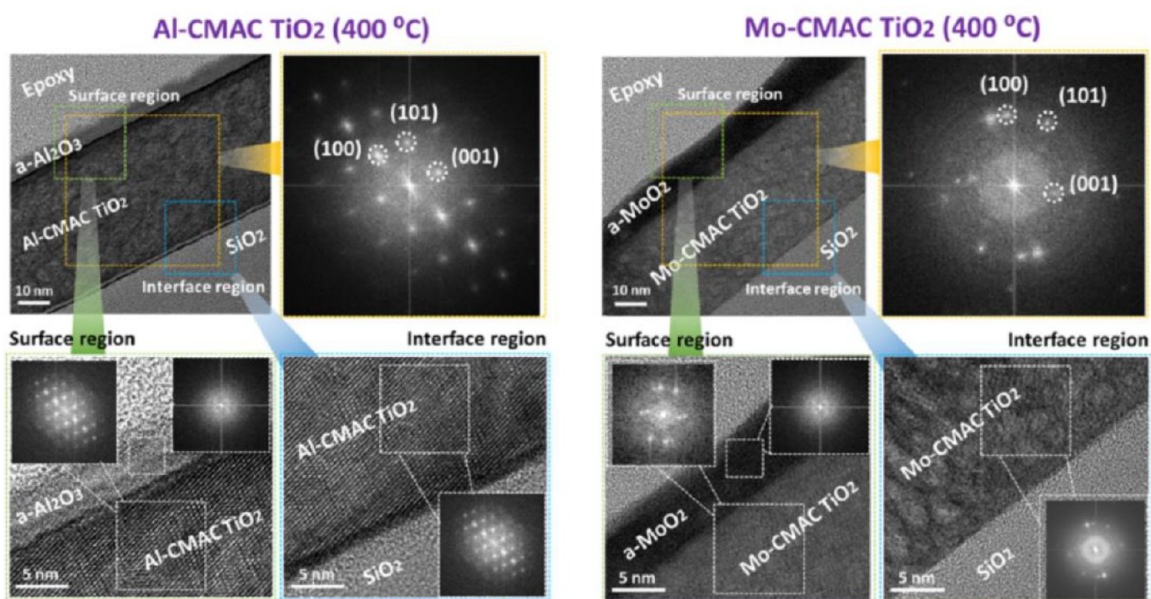 Al-CMAC TiO₂ (400 ⁰C)
Epoxy
Surface region
a-Al₂O₃
Al-CMAC TiO₂
SiO₂
Interface region
10 nm
(101)
(100)
(001)
Surface region
Interface region
a-Al₂O₃
Al-CMAC TiO₂
5 nm
Al-CMAC TiO₂
SiO₂
5 nm
Mo-CMAC TiO₂ (400 ⁰C)
Epoxy
Surface region
a-MoO₂
Mo-CMAC TiO₂
SiO₂
Interface region
10 nm
(100)
(101)
(001)
Surface region
Interface region
a-MoO₂
Mo-CMAC TiO₂
5 nm
Mo-CMAC TiO₂
SiO₂
5 nm